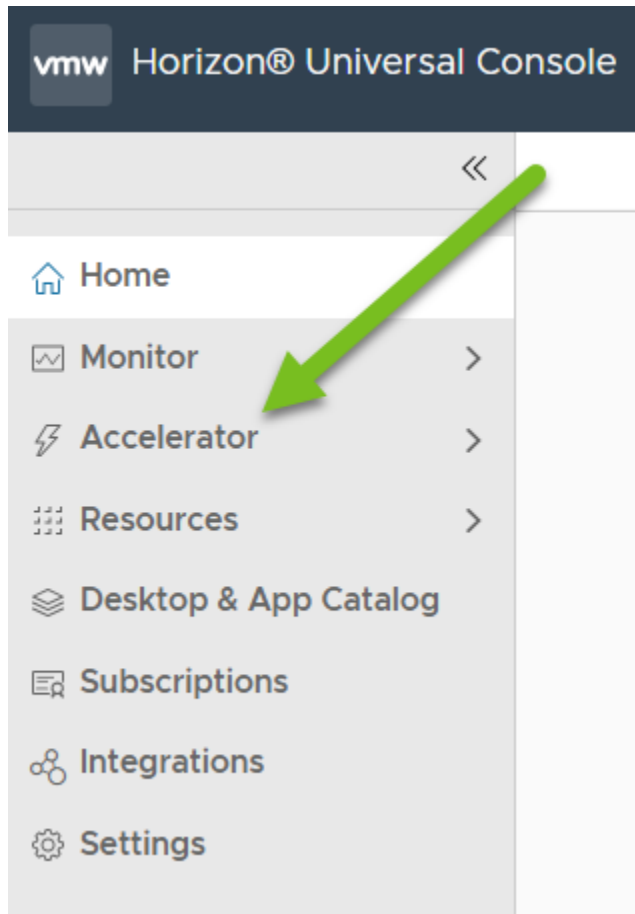 vmw Horizon® Universal Console
Home
Monitor
Accelerator
Resources
Desktop & App Catalog
Subscriptions
Integrations
Settings